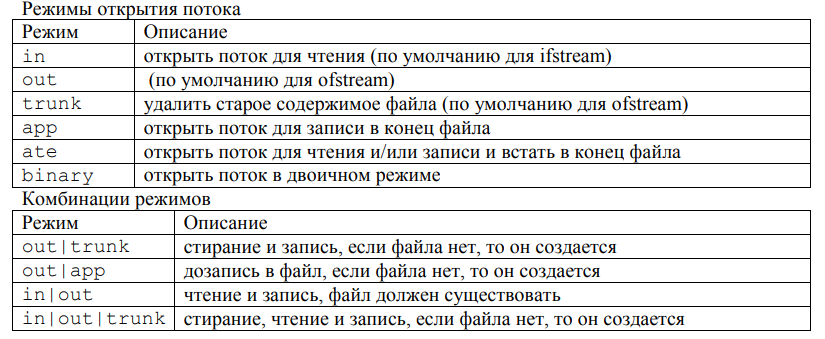 Режимы открытия потока
Режим Описание
in открыть поток для чтения (по умолчанию для ifstream)
out (по умолчанию для ofstream)
trunk удалить старое содержимое файла (по умолчанию для ofstream)
app открыть поток для записи в конец файла
ate открыть поток для чтения и/или записи и встать в конец файла
binary открыть поток в двоичном режиме
Комбинации режимов
Режим Описание
out|trunk стирание и запись, если файла нет, то он создается
out|app дозапись в файл, если файла нет, то он создается
in|out чтение и запись, файл должен существовать
in|out|trunk стирание, чтение и запись, если файла нет, то он создается